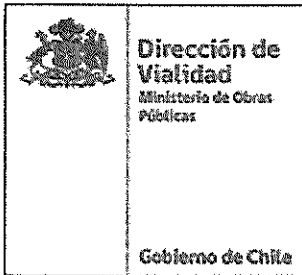 Dirección de
Vialidad
Ministerio de Obras
Públicas
Gobierno de Chile